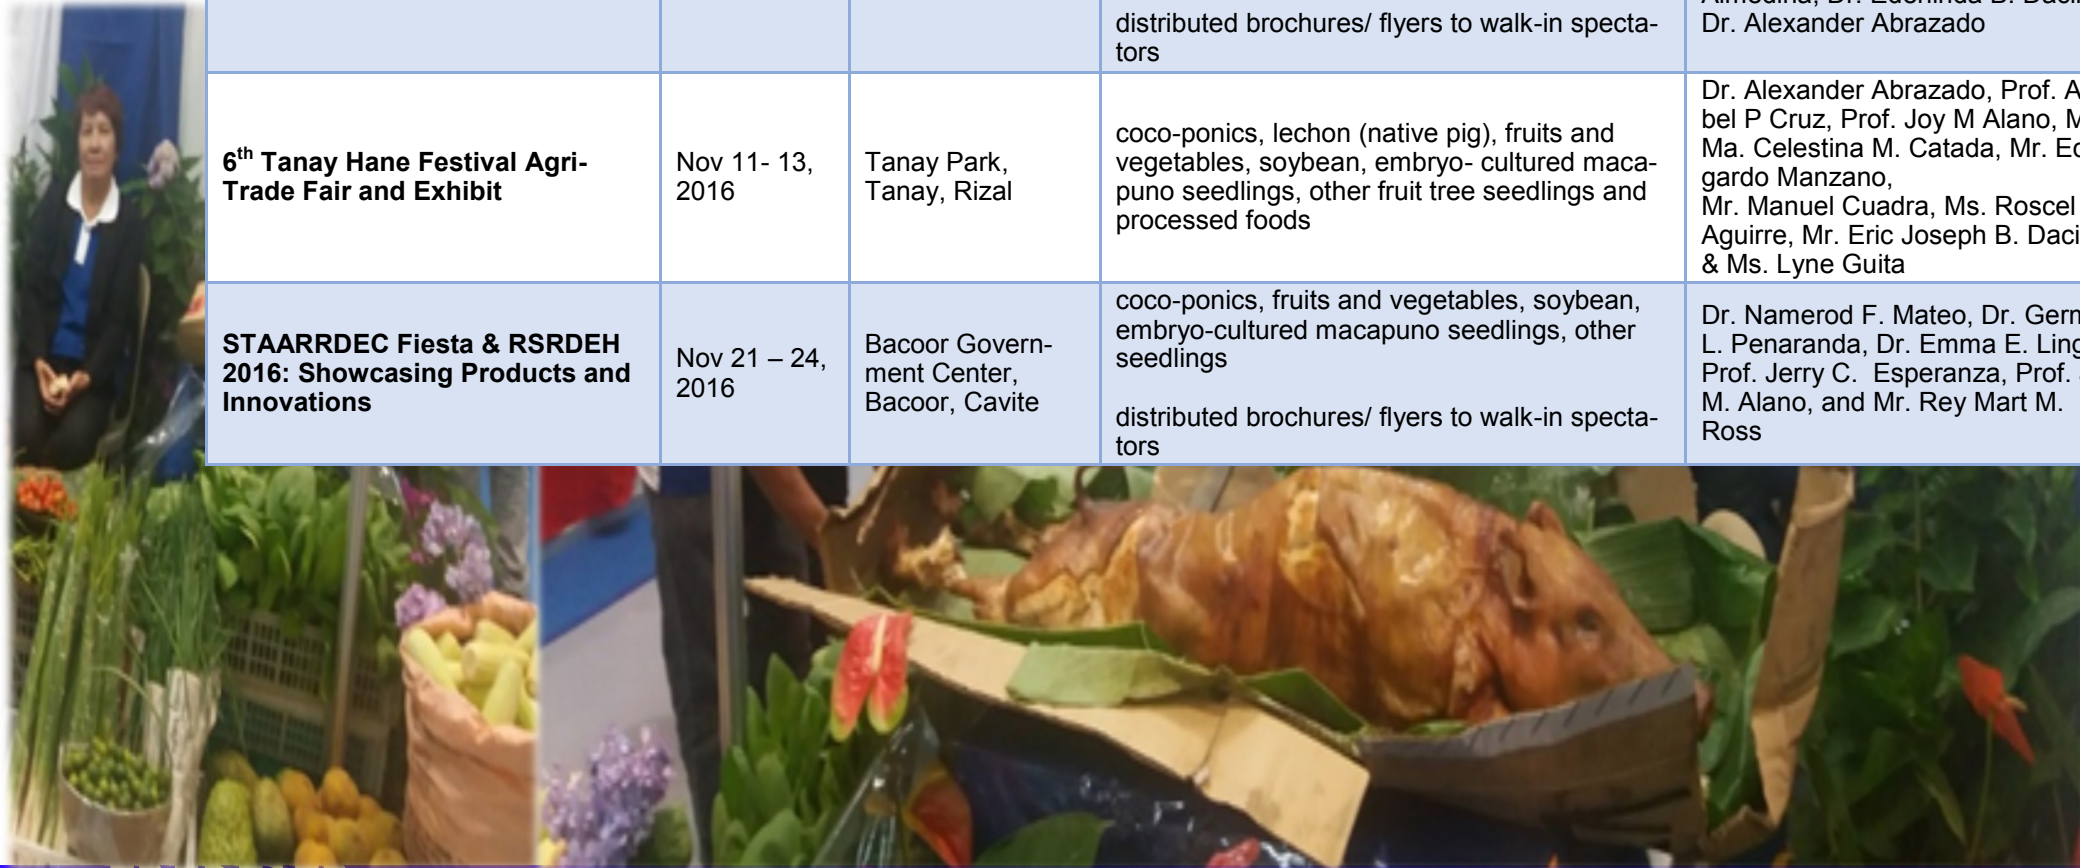 distributed brochures/ flyers to walk-in specta-
tors
Dr. Alexander Abrazado
6th Tanay Hane Festival Agri-
Trade Fair and Exhibit
Nov 11- 13,
2016
Tanay Park,
Tanay, Rizal
coco-ponics, lechon (native pig), fruits and
vegetables, soybean, embryo- cultured maca-
puno seedlings, other fruit tree seedlings and
processed foods
Dr. Alexander Abrazado, Prof.
bel P Cruz, Prof. Joy M Alano,
Ma. Celestina M. Catada, Mr.
gardo Manzano,
Mr. Manuel Cuadra, Ms. Roscel
Aguirre, Mr. Eric Joseph B.
& Ms. Lyne Guita
STAARRDEC Fiesta & RSRDEH
2016: Showcasing Products and
Innovations
Nov 21 – 24,
2016
Bacoor Govern-
ment Center,
Bacoor, Cavite
coco-ponics, fruits and vegetables, soybean,
embryo-cultured macapuno seedlings, other
seedlings
distributed brochures/ flyers to walk-in specta-
tors
Dr. Namerod F. Mateo, Dr.
L. Penaranda, Dr. Emma E.
Prof. Jerry C. Esperanza, Prof.
M. Alano, and Mr. Rey Mart M.
Ross